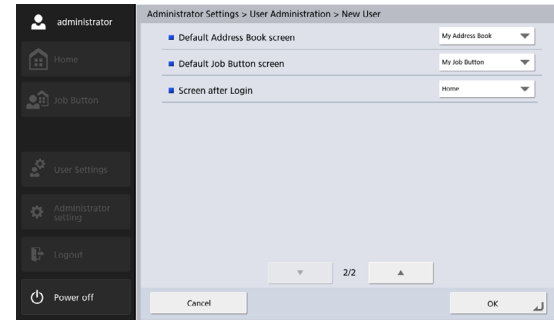 administrator
Home
Job Button
User Settings
Administrator
setting
Logout
Power off
Administrator Settings > User Administration > New User
Default Address Book screen
My Address Book
Default Job Button screen
My Job Button
Screen after Login
Home
2/2
Cancel
OK